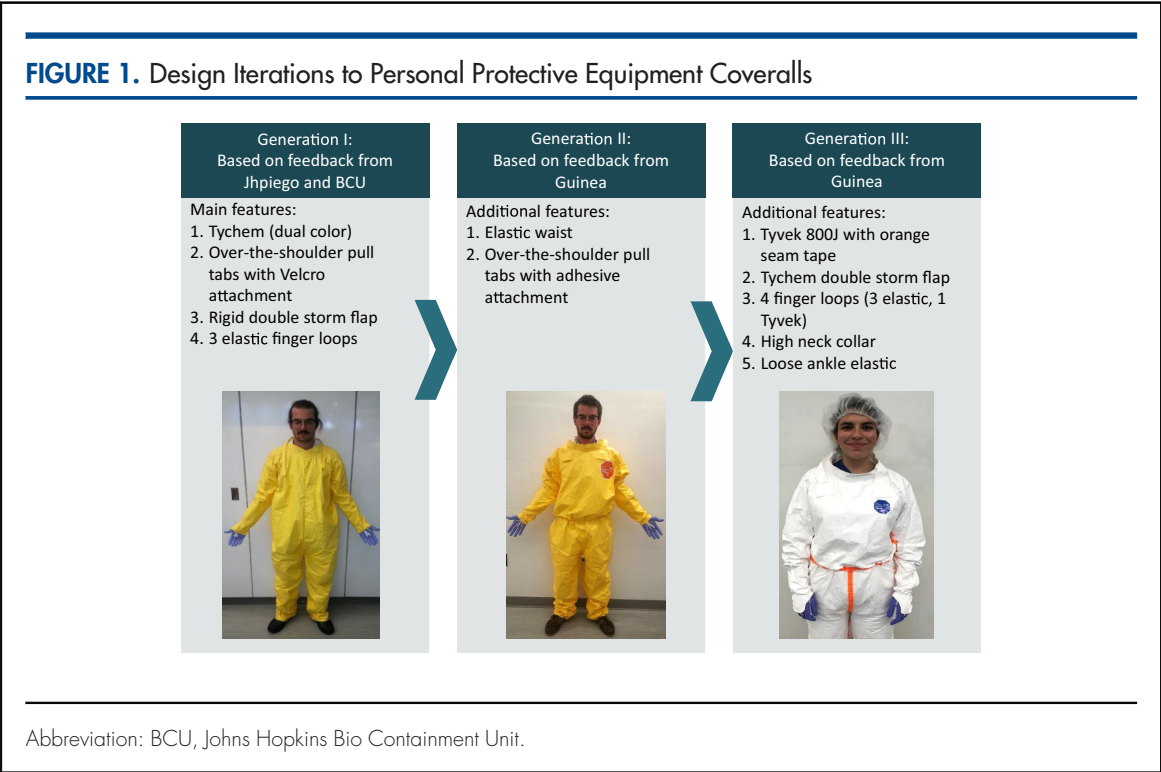 FIGURE 1. Design Iterations to Personal Protective Equipment Coveralls
Generation I:
Based on feedback from
Jhpiego and BCU
Main features:
1. Tychem (dual color)
2. Over-the-shoulder pull
tabs with Velcro
attachment
3. Rigid double storm flap
4. 3 elastic finger loops
Generation II:
Based on feedback from
Guinea
Additional features:
1. Elastic waist
2. Over-the-shoulder pull
tabs with adhesive
attachment
Generation III:
Based on feedback from
Guinea
Additional features:
1. Tyvek 800J with orange
seam tape
2. Tychem double storm flap
3. 4 finger loops (3 elastic, 1
Tyvek)
4. High neck collar
5. Loose ankle elastic
Abbreviation: BCU, Johns Hopkins Bio Containment Unit.